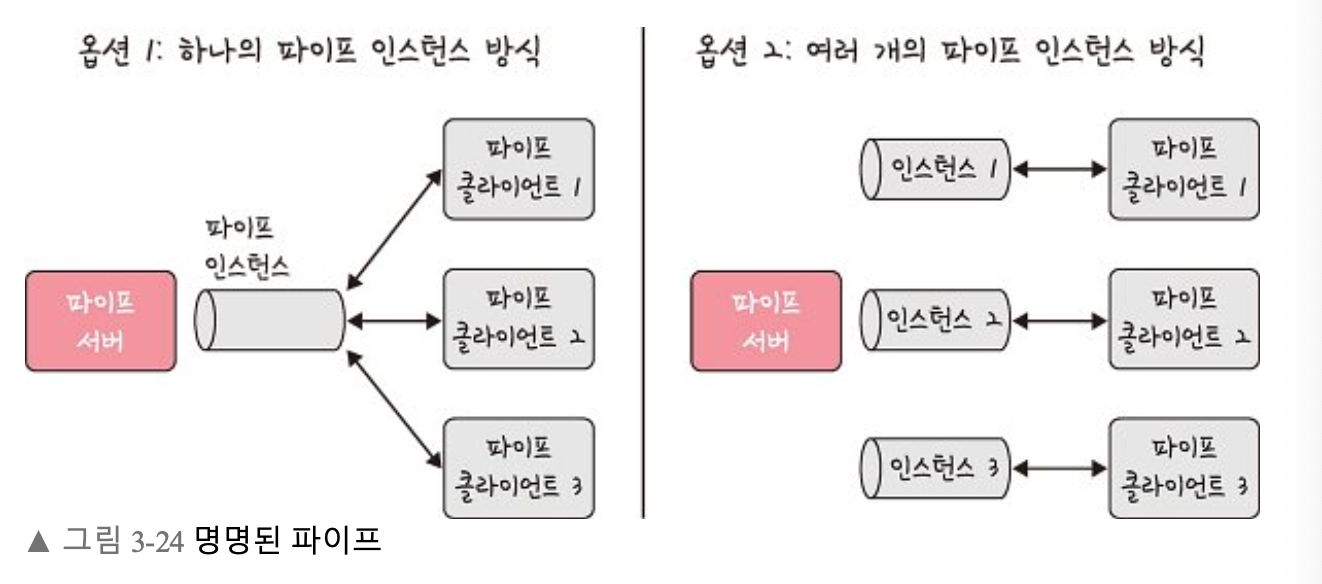 옵션 1: 하나의 파이프 인스턴스 방식
파이프
서버
파이프
인스턴스
파이프
클라이언트 1
파이프
클라이언트 2
파이프
클라이언트 3
옵션 2: 여러 개의 파이프 인스턴스 방식
파이프
서버
인스턴스 1
파이프
클라이언트 1
인스턴스 2
파이프
클라이언트 2
인스턴스 3
파이프
클라이언트 3
▲ 그림 3-24 명명된 파이프